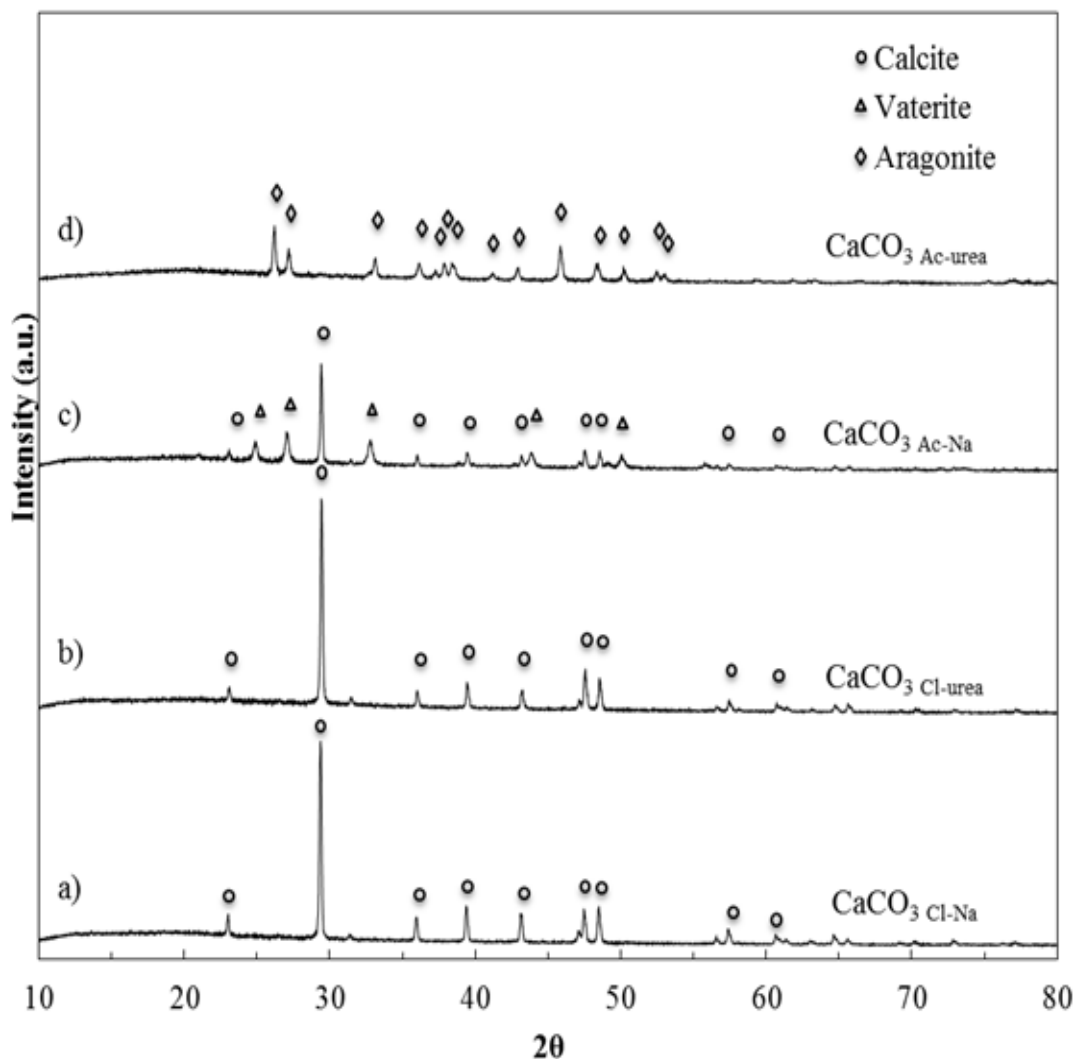 Calcite
Vaterite
Aragonite
d)
CaCO₃ Ac-urea
c)
CaCO₃ Ac-Na
b)
CaCO₃ Cl-urea
a)
CaCO₃ Cl-Na
Intensity (a.u.)
10 20 30 40 50 60 70 80
2θ